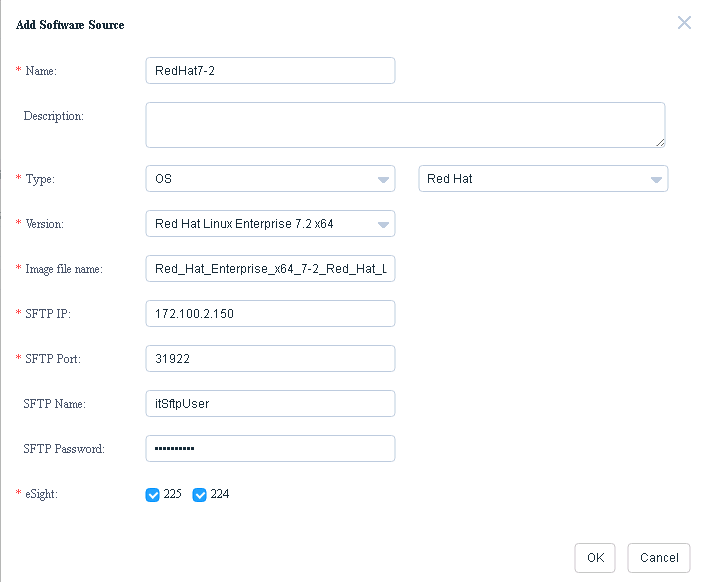 Add Software Source
* Name: RedHat7-2
Description:
* Type: OS Red Hat
* Version: Red Hat Linux Enterprise 7.2 x64
* Image file name: Red_Hat_Enterprise_x64_7-2_Red_Hat_L
* SFTP IP: 172.100.2.150
* SFTP Port: 31922
SFTP Name: itSftpUser
SFTP Password: ••••••••••
* eSight: 225 224
OK Cancel